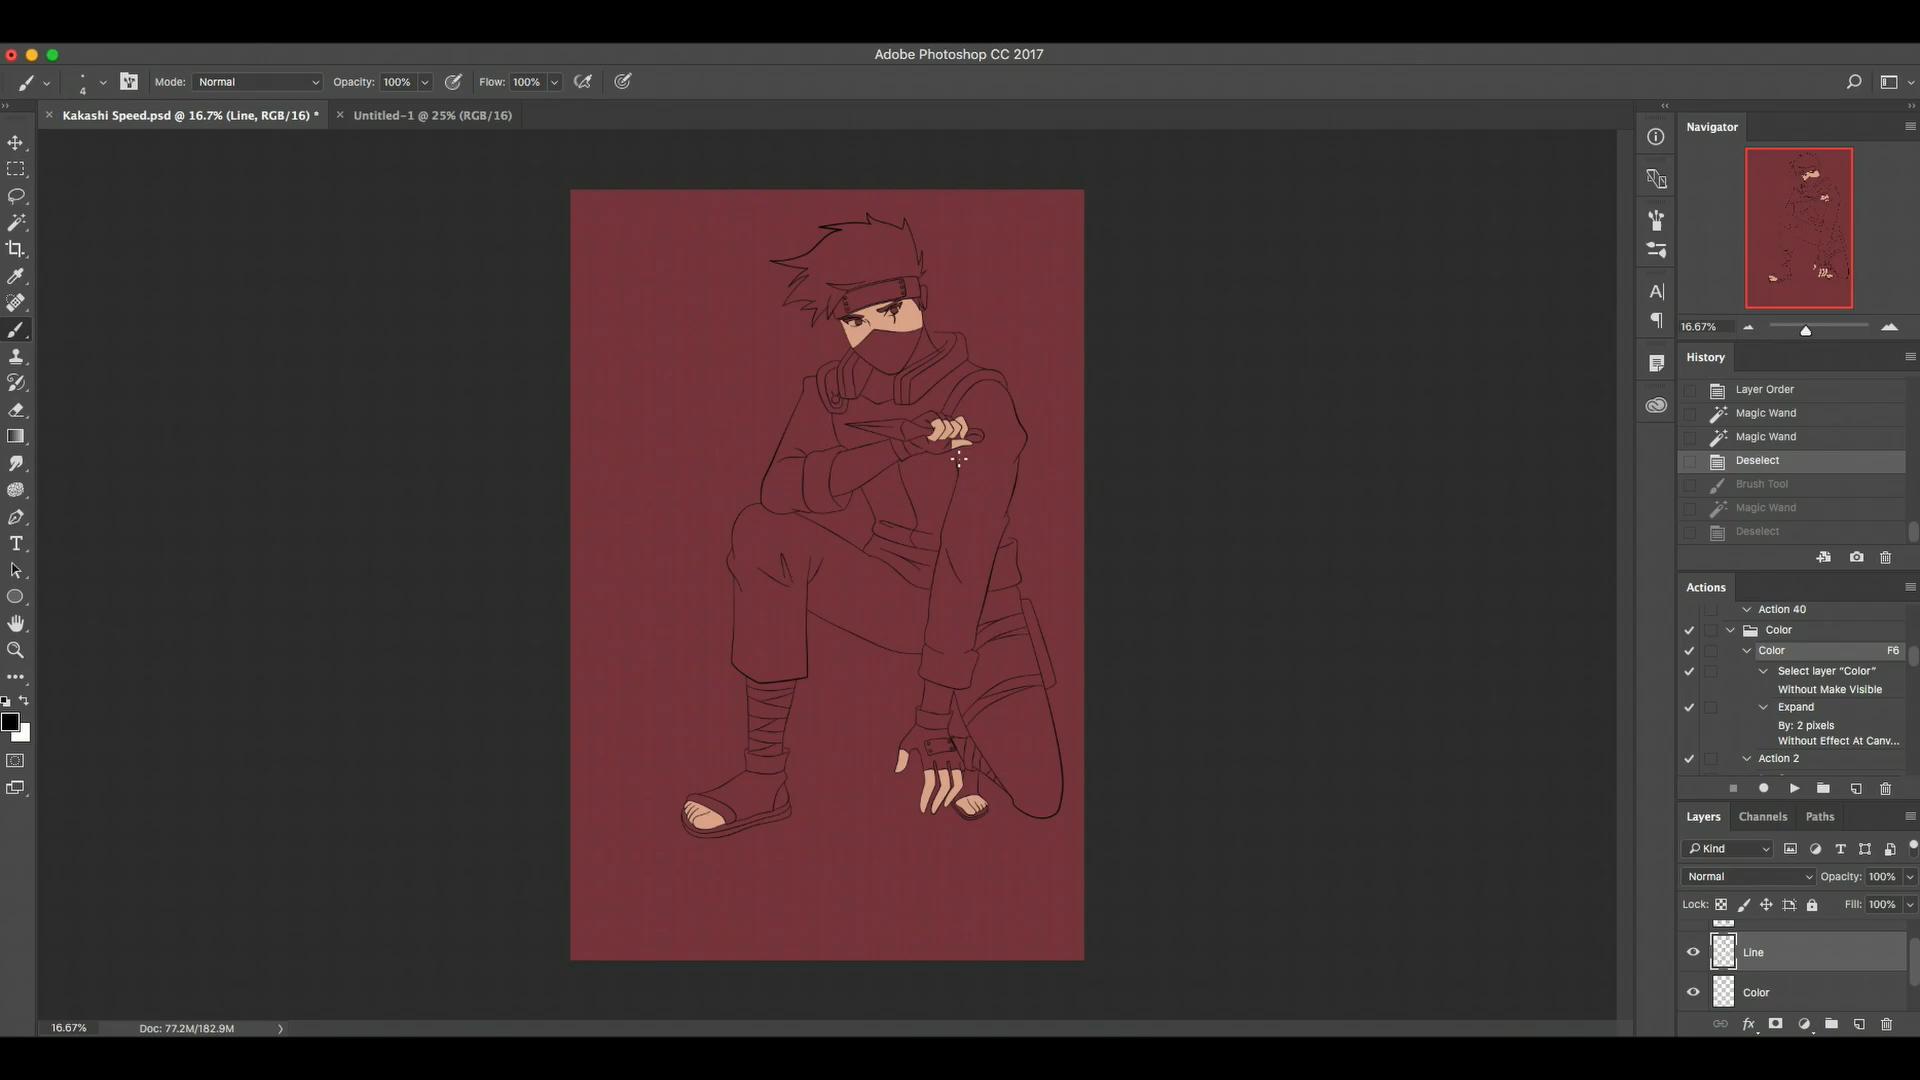 Adobe Photoshop CC 2017
4 Mode: Normal Opacity: 100% Flow: 100%
Kakashi Speed.psd @ 16.7% (Line, RGB/16) * Untitled-1 @ 25% (RGB/16)
Navigator
16.67%
History
Layer Order
Magic Wand
Magic Wand
Deselect
Brush Tool
Magic Wand
Deselect
Actions
Action 40
Color
Color F6
Select layer “Color”
Without Make Visible
Expand
By: 2 pixels
Without Effect At Canv...
Action 2
Layers Channels Paths
Kind
Normal Opacity: 100%
Lock: Fill: 100%
Line
Color
16.67% Doc: 77.2M/182.9M